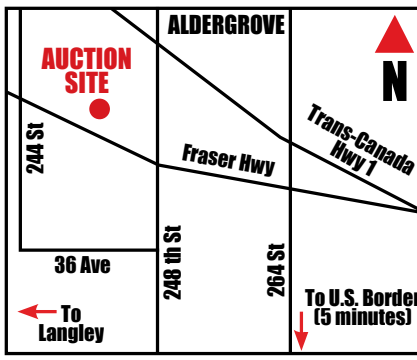 ALDERGROVE
AUCTION
SITE
N
Trans-Canada
Hwy 1
Fraser Hwy
244 St
36 Ave
248 th St
264 St
To
Langley
To U.S. Border
(5 minutes)